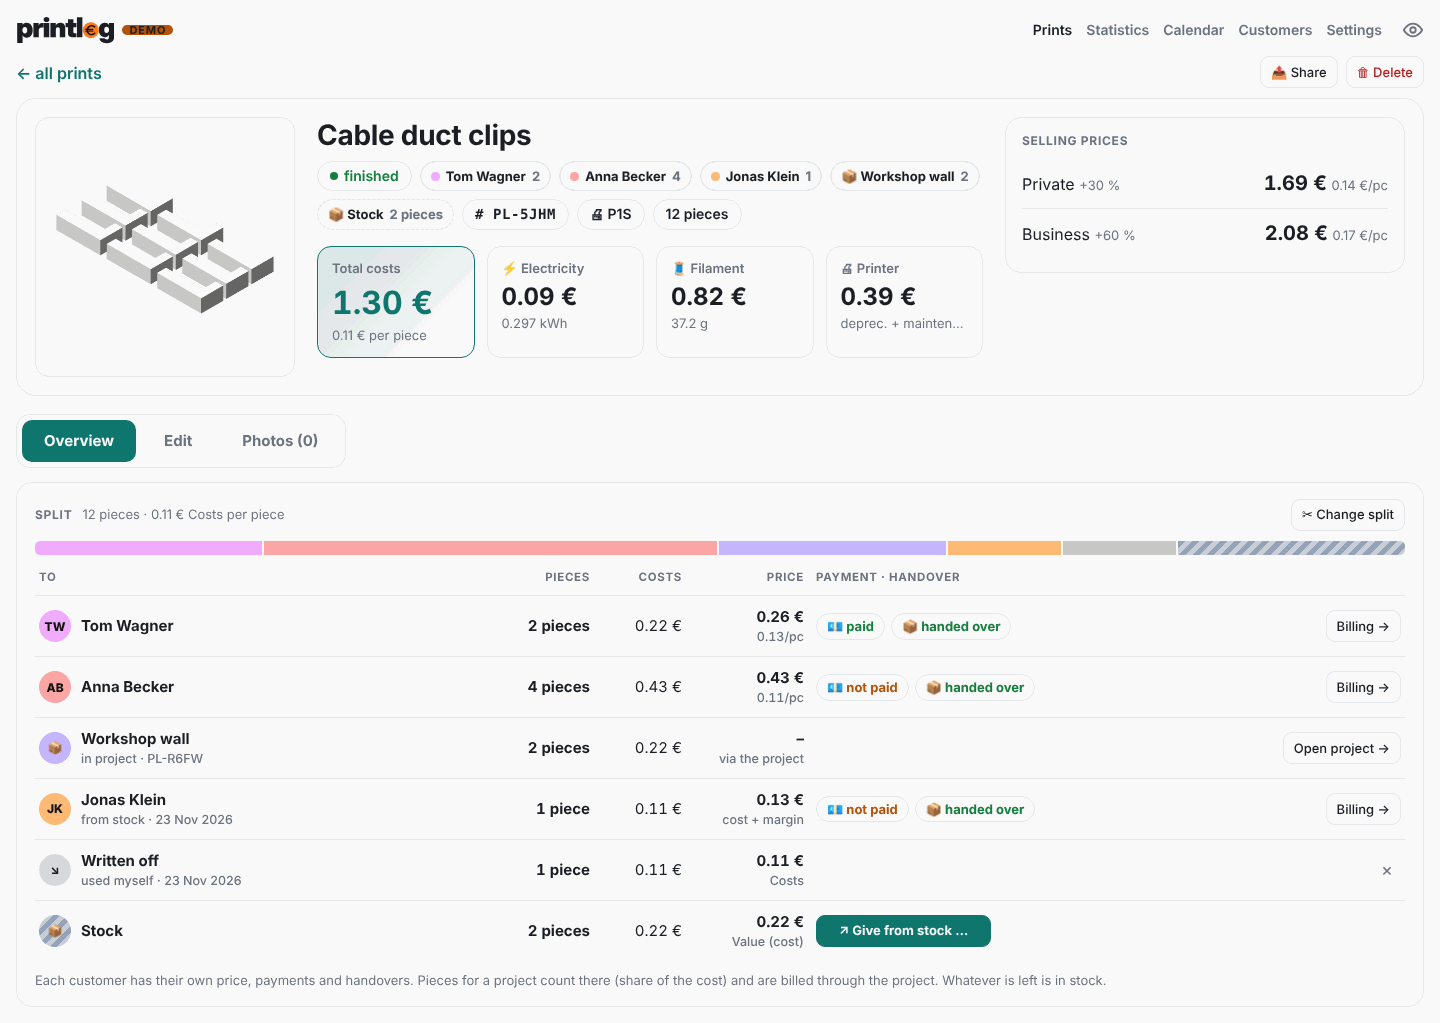 printl€g DEMO
Prints Statistics Calendar Customers Settings
← all prints
📤 Share 🗑 Delete
Cable duct clips
finished Tom Wagner 2 Anna Becker 4 Jonas Klein 1 📦 Workshop wall 2
📦 Stock 2 pieces # PL-5JHM 🖨 P1S 12 pieces
Total costs
1.30 €
0.11 € per piece
⚡ Electricity
0.09 €
0.297 kWh
🧵 Filament
0.82 €
37.2 g
🖨 Printer
0.39 €
deprec. + mainten...
SELLING PRICES
Private +30 % 1.69 € 0.14 €/pc
Business +60 % 2.08 € 0.17 €/pc
Overview Edit Photos (0)
SPLIT 12 pieces · 0.11 € Costs per piece ✂ Change split
TO PIECES COSTS PRICE PAYMENT · HANDOVER
TW Tom Wagner 2 pieces 0.22 € 0.26 € 💶 paid 📦 handed over Billing →
0.13/pc
AB Anna Becker 4 pieces 0.43 € 0.43 € 💶 not paid 📦 handed over Billing →
0.11/pc
📦 Workshop wall 2 pieces 0.22 € – Open project →
in project · PL-R6FW via the project
JK Jonas Klein 1 piece 0.11 € 0.13 € 💶 not paid 📦 handed over Billing →
from stock · 23 Nov 2026 cost + margin
↘ Written off 1 piece 0.11 € 0.11 € ×
used myself · 23 Nov 2026 Costs
📦 Stock 2 pieces 0.22 € 0.22 € ↗ Give from stock ...
Value (cost)
Each customer has their own price, payments and handovers. Pieces for a project count there (share of the cost) and are billed through the project. Whatever is left is in stock.